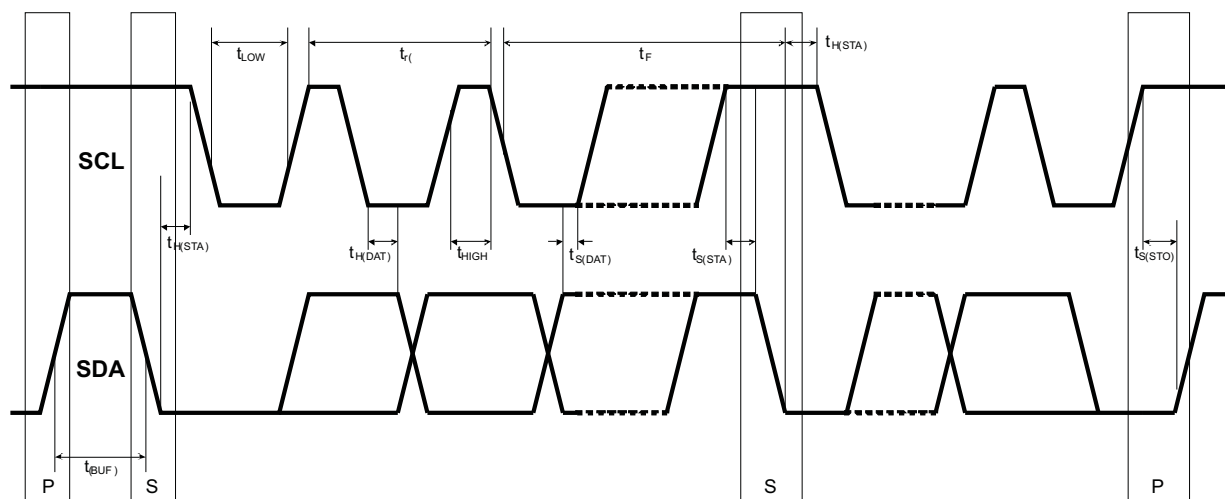 tLOW
tr(
tF
tH(STA)
SCL
tH(STA)
tH(DAT)
tHIGH
tS(DAT)
tS(STA)
tS(STO)
SDA
t(BUF)
P
S
S
P